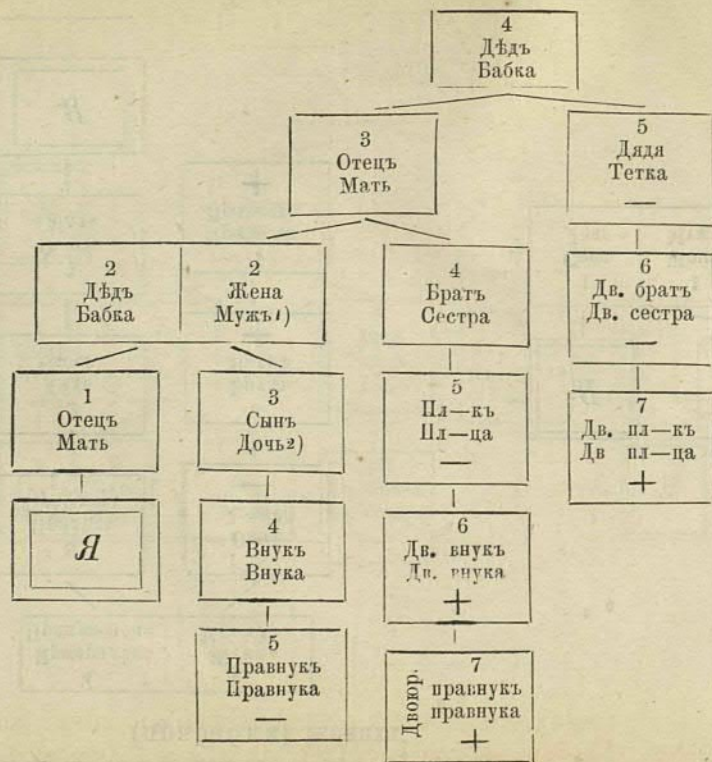 4
Дѣдъ
Бабка
3
Отецъ
Мать
5
Дядя
Тетка
—
2
Дѣдъ
Бабка
2
Жена
Мужъ 1)
4
Братъ
Сестра
6
Дв. братъ
Дв. сестра
—
1
Отецъ
Мать
3
Сынъ
Дочь 2)
5
Пл—къ
Пл—ца
—
7
Дв. пл—къ
Дв пл—ца
+
Я
4
Внукъ
Внука
6
Дв. внукъ
Дв. внука
+
5
Правнукъ
Правнука
—
Двоюр.
7
правнукъ
правнука
+